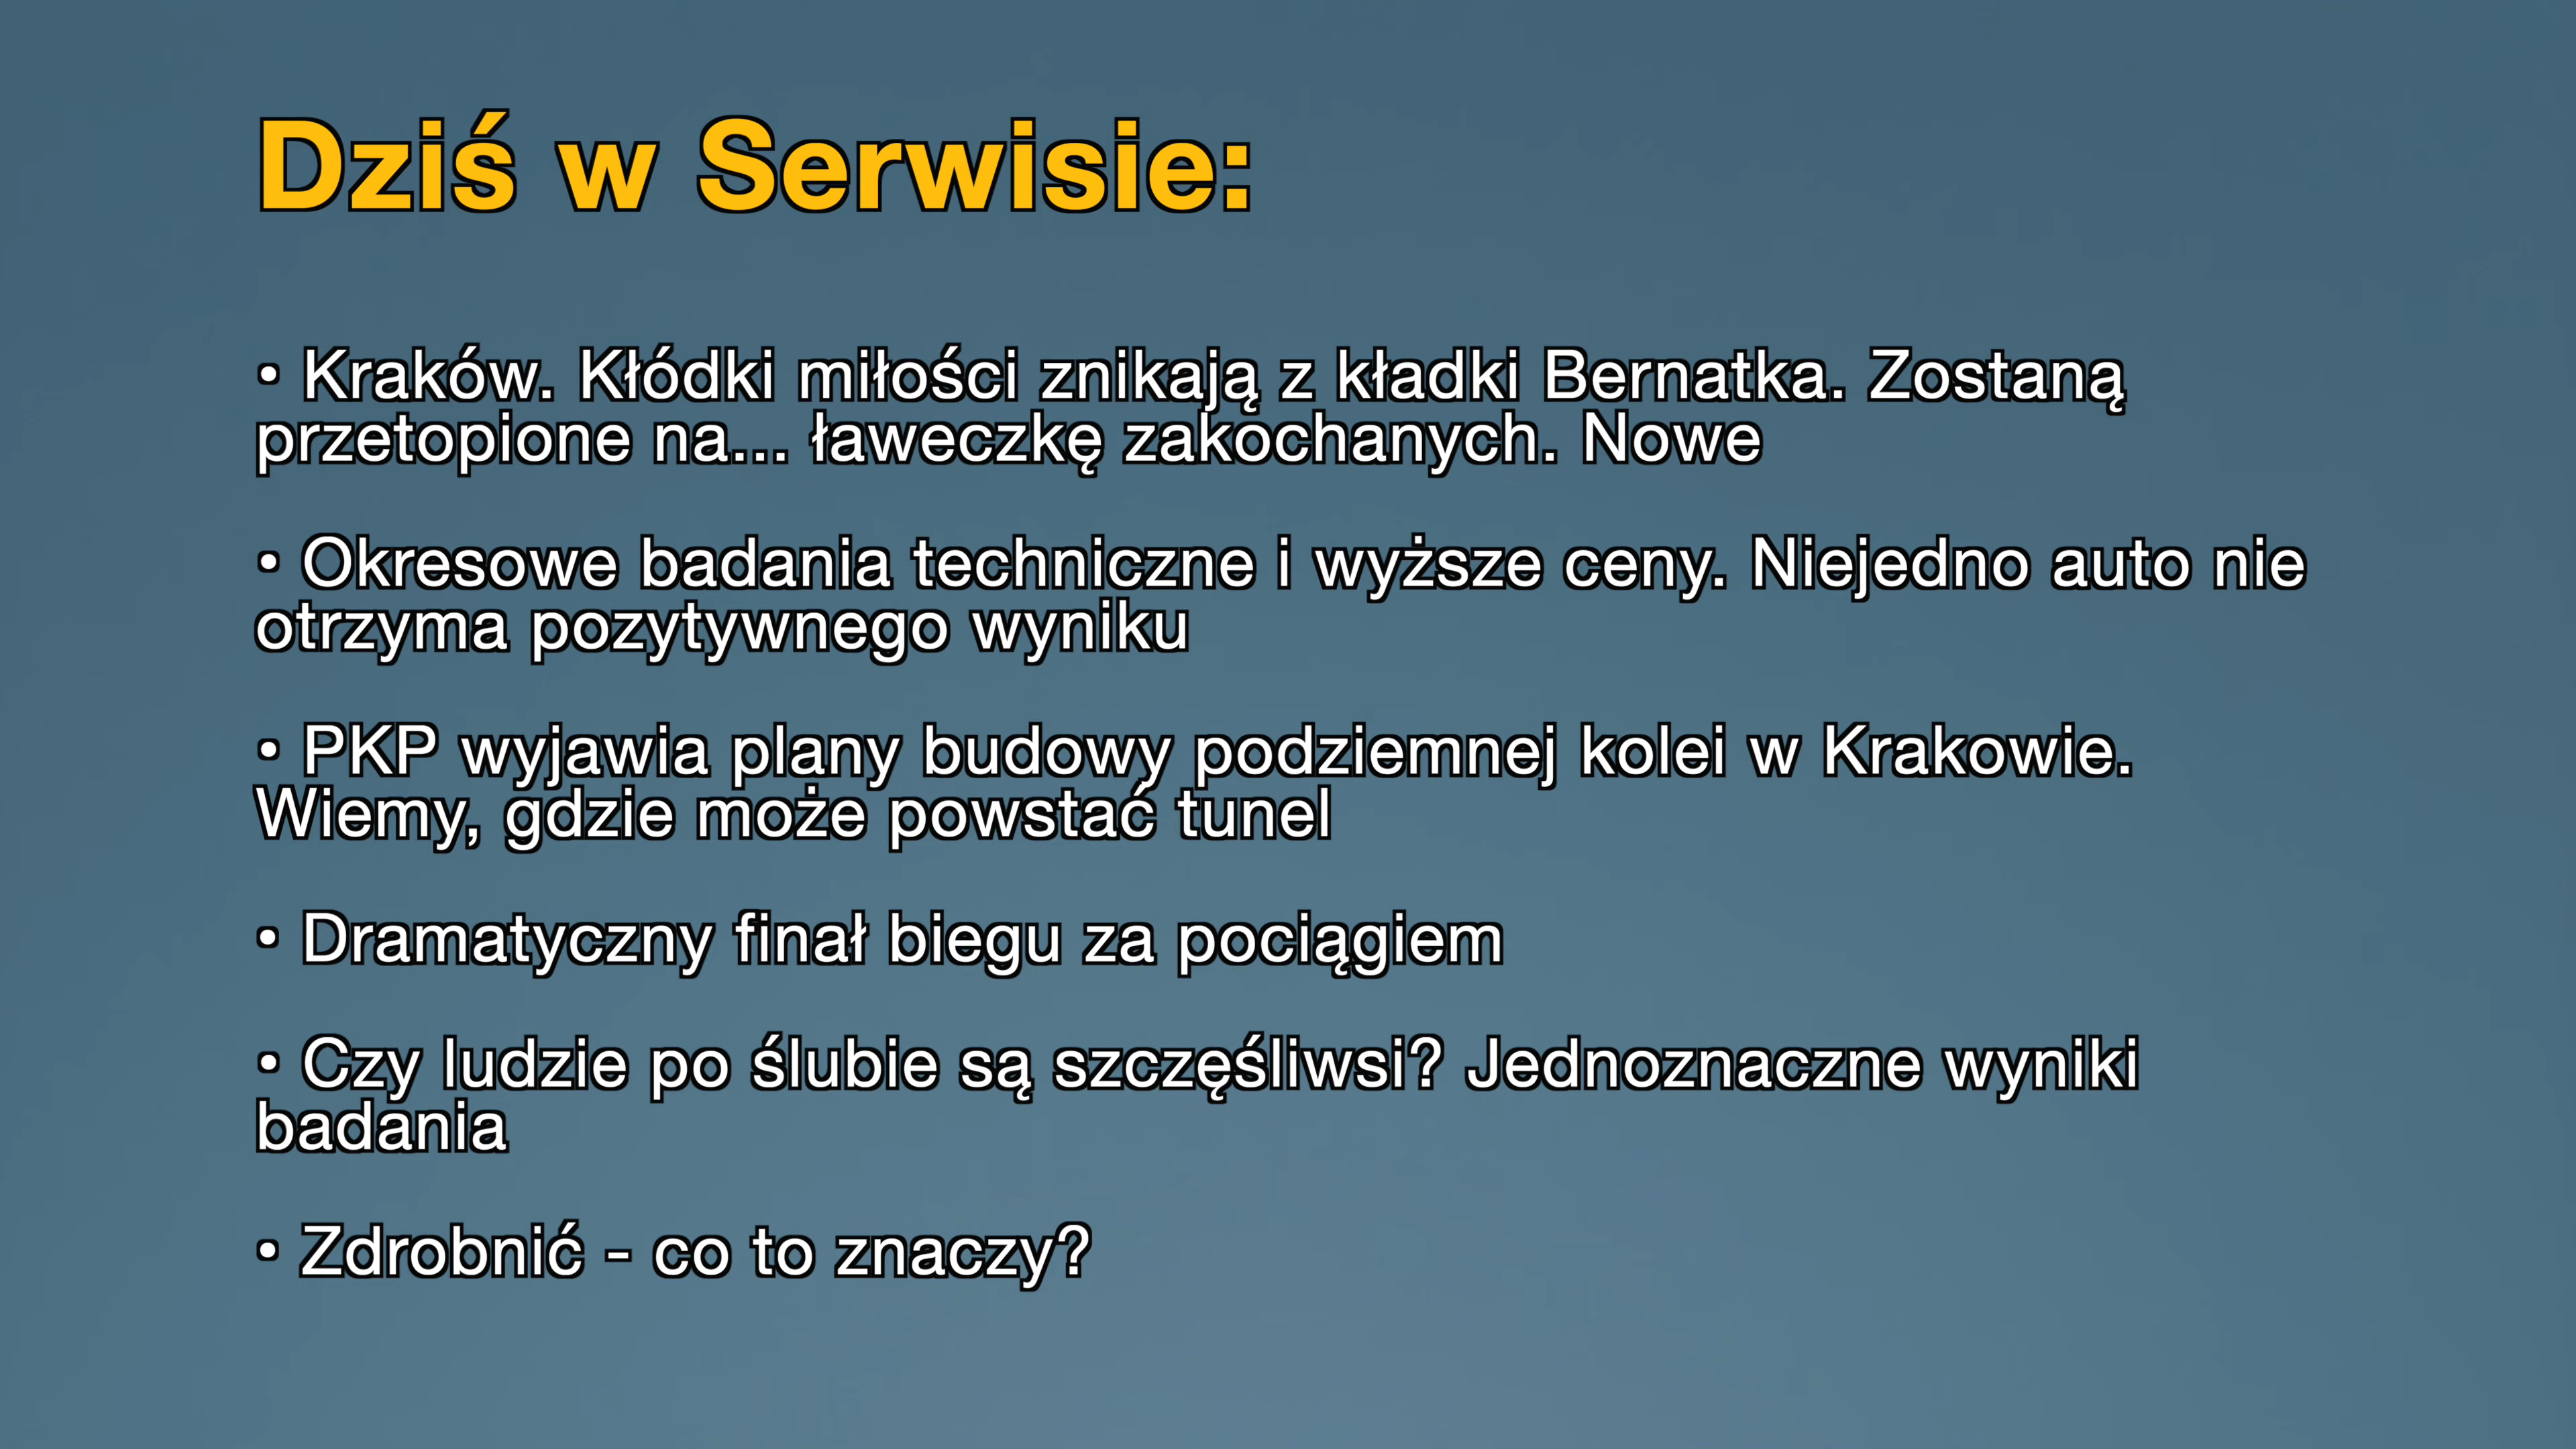 Dziś w Serwisie:
• Kraków. Kłódki miłości znikają z kładki Bernatka. Zostaną
przetopione na... ławeczkę zakochanych. Nowe
• Okresowe badania techniczne i wyższe ceny. Niejedno auto nie
otrzyma pozytywnego wyniku
• PKP wyjawia plany budowy podziemnej kolei w Krakowie.
Wiemy, gdzie może powstać tunel
• Dramatyczny finał biegu za pociągiem
• Czy ludzie po ślubie są szczęśliwsi? Jednoznaczne wyniki
badania
• Zdrobnić - co to znaczy?